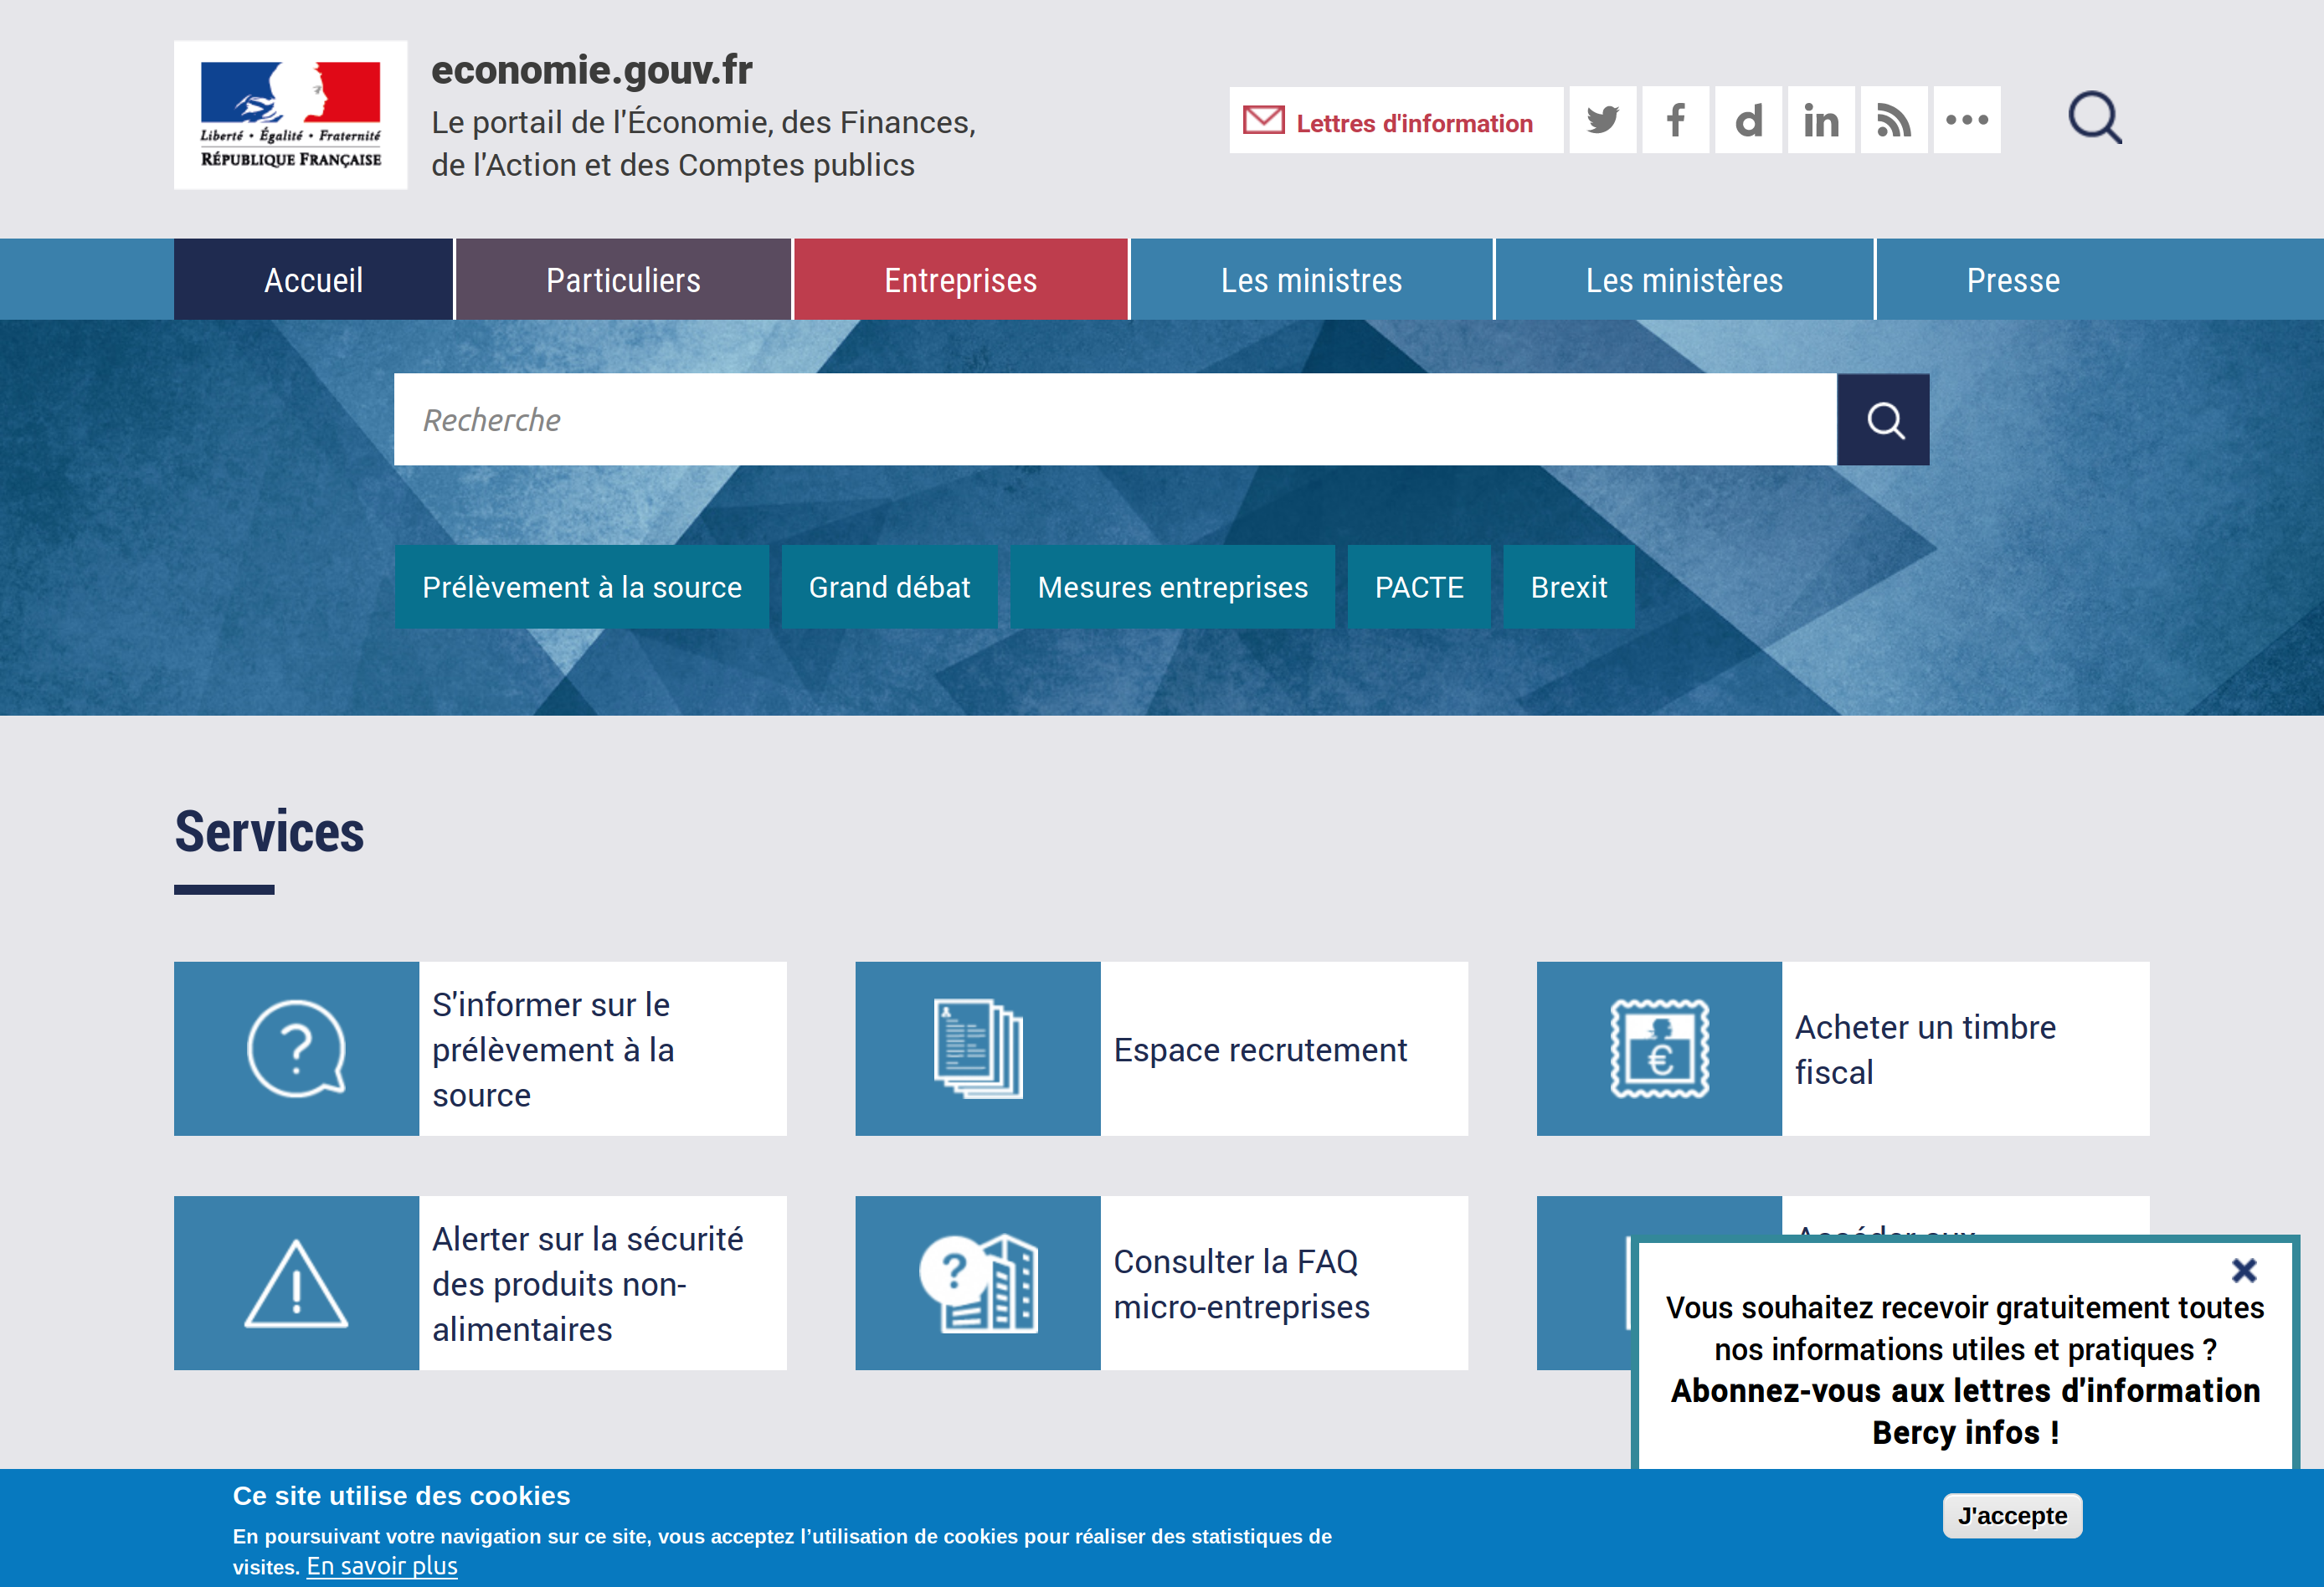 economie.gouv.fr
Le portail de l'Économie, des Finances,
de l'Action et des Comptes publics
Liberté • Égalité • Fraternité
RÉPUBLIQUE FRANÇAISE
Lettres d'information
Accueil
Particuliers
Entreprises
Les ministres
Les ministères
Presse
Recherche
Prélèvement à la source
Grand débat
Mesures entreprises
PACTE
Brexit
Services
S'informer sur le
prélèvement à la
source
Espace recrutement
Acheter un timbre
fiscal
Alerter sur la sécurité
des produits non-
alimentaires
Consulter la FAQ
micro-entreprises
Vous souhaitez recevoir gratuitement toutes
nos informations utiles et pratiques ?
Abonnez-vous aux lettres d'information
Bercy infos !
Ce site utilise des cookies
En poursuivant votre navigation sur ce site, vous acceptez l’utilisation de cookies pour réaliser des statistiques de
visites. En savoir plus
J'accepte